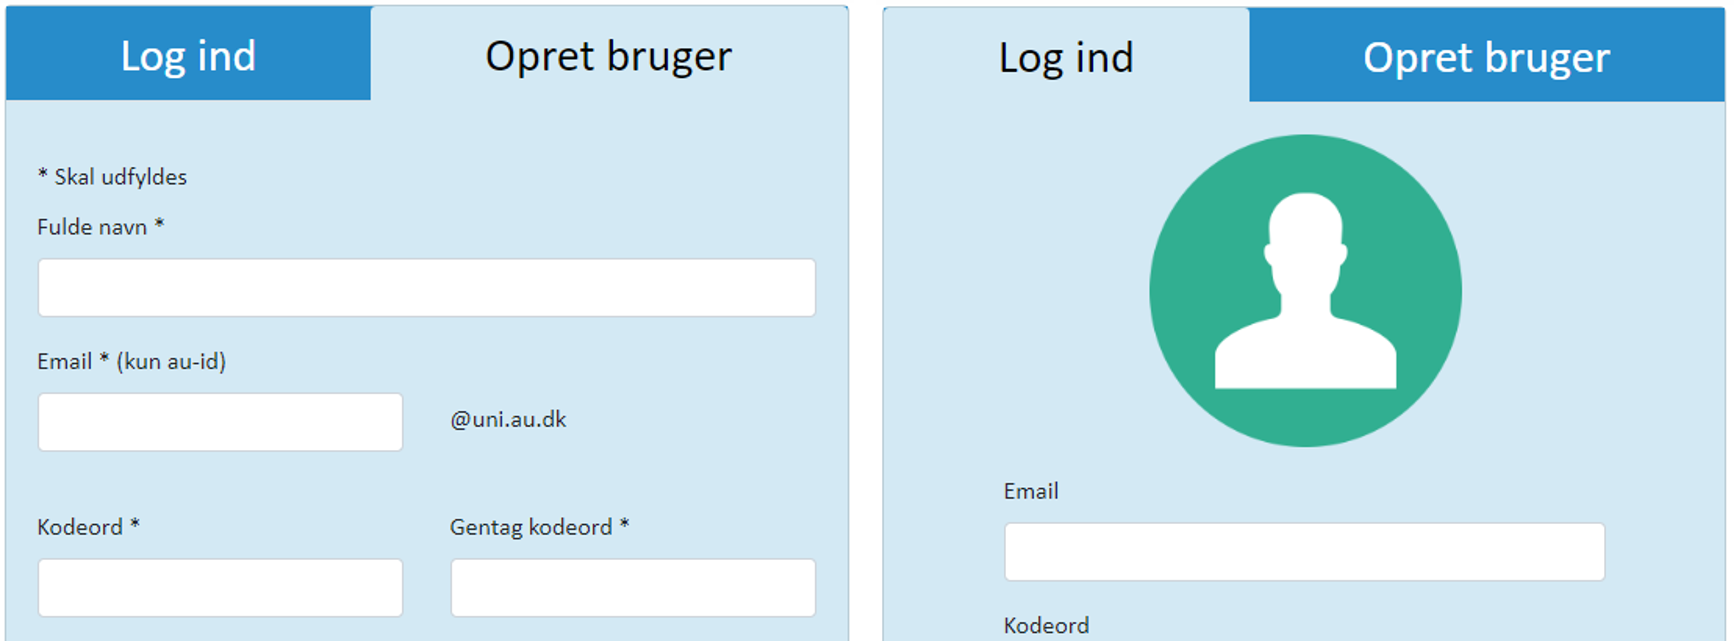 Log ind
Opret bruger
* Skal udfyldes
Fulde navn *
Email * (kun au-id)
@uni.au.dk
Kodeord *
Gentag kodeord *
Log ind
Opret bruger
Email
Kodeord